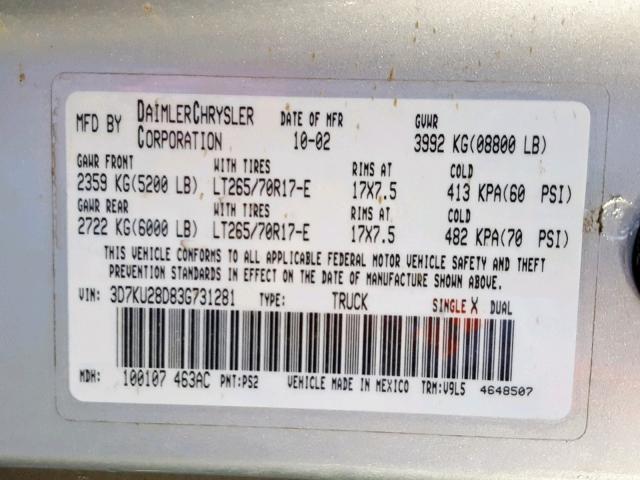 MFD BY DAIMLERCHRYSLER CORPORATION DATE OF MFR 10-02 GVWR 3992 KG(08800 LB)
GAWR FRONT WITH TIRES RIMS AT COLD
2359 KG(5200 LB) LT265/70R17-E 17X7.5 413 KPA(60 PSI)
GAWR REAR WITH TIRES RIMS AT COLD
2722 KG(6000 LB) LT265/70R17-E 17X7.5 482 KPA(70 PSI)
THIS VEHICLE CONFORMS TO ALL APPLICABLE FEDERAL MOTOR VEHICLE SAFETY AND THEFT
PREVENTION STANDARDS IN EFFECT ON THE DATE OF MANUFACTURE SHOWN ABOVE.
VIN: 3D7KU28D83G731281 TYPE: TRUCK SINGLE X DUAL
MDH: 100107 463AC PNT:PS2 VEHICLE MADE IN MEXICO TRM:V9L5 4648507